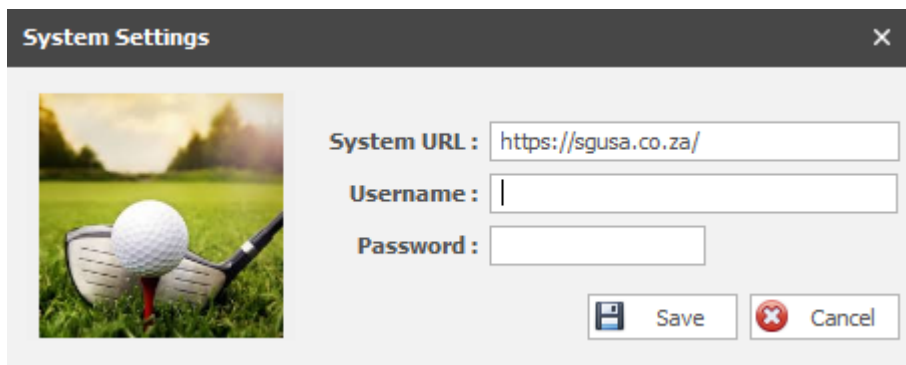 System Settings
System URL : https://sgusa.co.za/
Username :
Password :
Save Cancel